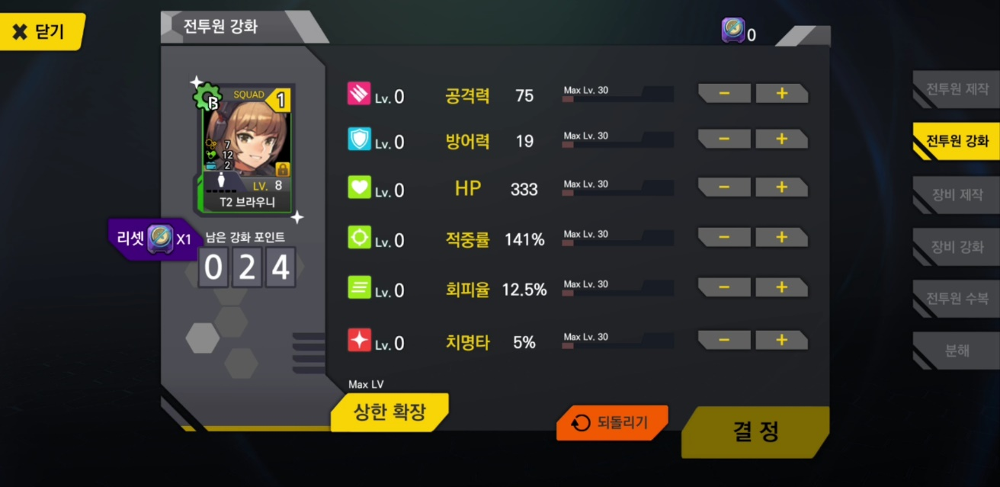 ✖ 닫기
전투원 강화
0
SQUAD 1
B
7
12
2
LV. 8
T2 브라우니
리셋 X1
남은 강화 포인트
0 2 4
Lv. 0 공격력 75 Max Lv. 30 - +
Lv. 0 방어력 19 Max Lv. 30 - +
Lv. 0 HP 333 Max Lv. 30 - +
Lv. 0 적중률 141% Max Lv. 30 - +
Lv. 0 회피율 12.5% Max Lv. 30 - +
Lv. 0 치명타 5% Max Lv. 30 - +
Max LV
상한 확장
되돌리기
결정
전투원 제작
전투원 강화
장비 제작
장비 강화
전투원 수복
분해